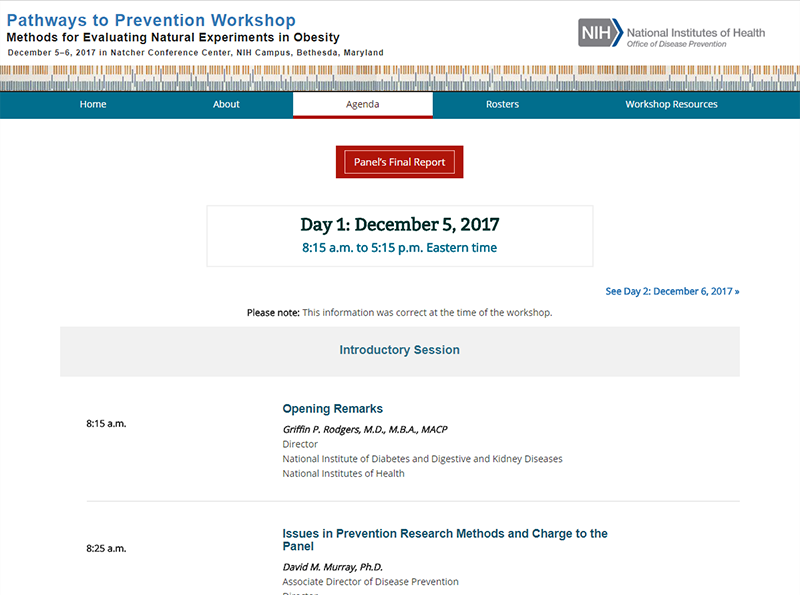 Pathways to Prevention Workshop
Methods for Evaluating Natural Experiments in Obesity
December 5–6, 2017 in Natcher Conference Center, NIH Campus, Bethesda, Maryland
NIH
National Institutes of Health
Office of Disease Prevention
Home
About
Agenda
Rosters
Workshop Resources
Panel's Final Report
Day 1: December 5, 2017
8:15 a.m. to 5:15 p.m. Eastern time
See Day 2: December 6, 2017 »
Please note: This information was correct at the time of the workshop.
Introductory Session
8:15 a.m.
Opening Remarks
Griffin P. Rodgers, M.D., M.B.A., MACP
Director
National Institute of Diabetes and Digestive and Kidney Diseases
National Institutes of Health
8:25 a.m.
Issues in Prevention Research Methods and Charge to the
Panel
David M. Murray, Ph.D.
Associate Director of Disease Prevention
Director